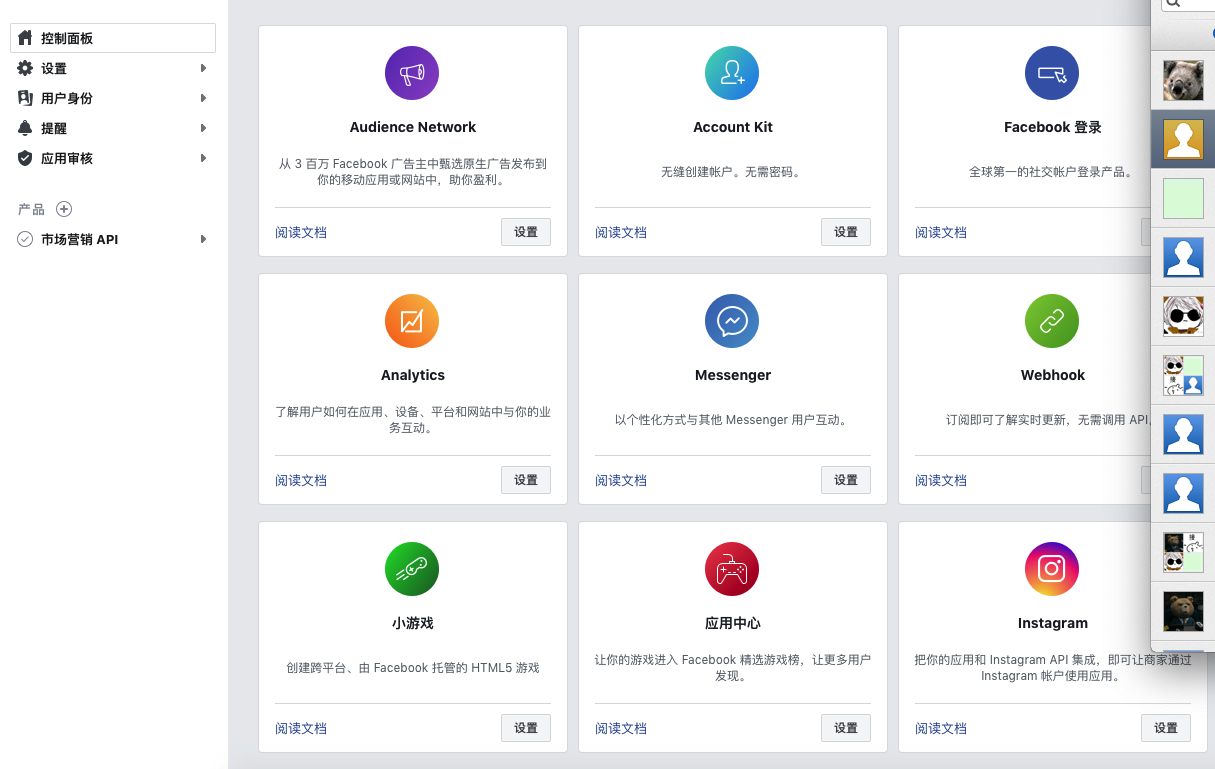 控制面板
设置
用户身份
提醒
应用审核
产品
市场营销 API
Audience Network
从 3 百万 Facebook 广告主中甄选原生广告发布到
你的移动应用或网站中，助你盈利。
阅读文档
设置
Account Kit
无缝创建帐户。无需密码。
阅读文档
设置
Facebook 登录
全球第一的社交帐户登录产品。
阅读文档
Analytics
了解用户如何在应用、设备、平台和网站中与你的业
务互动。
阅读文档
设置
Messenger
以个性化方式与其他 Messenger 用户互动。
阅读文档
设置
Webhook
订阅即可了解实时更新，无需调用 API
阅读文档
小游戏
创建跨平台、由 Facebook 托管的 HTML5 游戏
阅读文档
设置
应用中心
让你的游戏进入 Facebook 精选游戏榜，让更多用户
发现。
阅读文档
设置
Instagram
把你的应用和 Instagram API 集成，即可让商家通过
Instagram 帐户使用应用。
阅读文档
设置